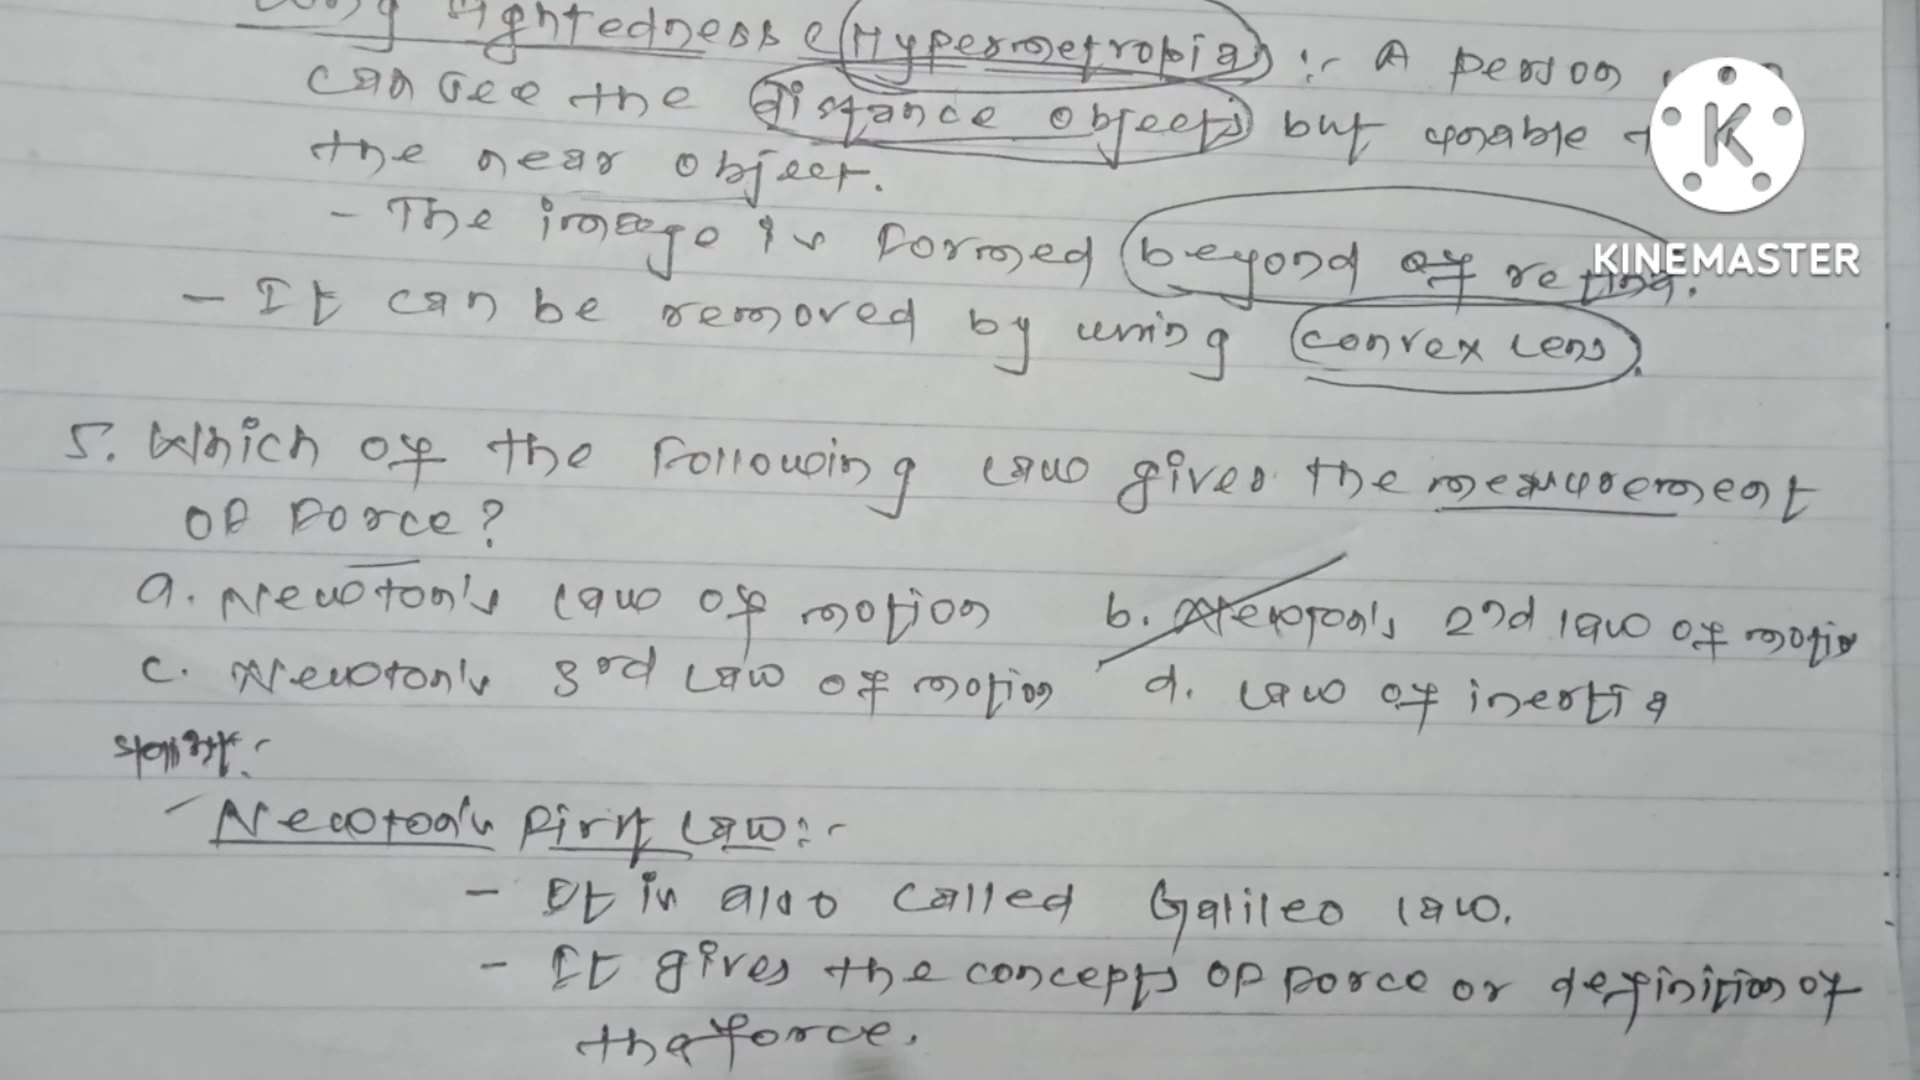 Long sightedness (Hypermetropia) :- A person
can see the distance objects but unable
the near object.
- The image is formed beyond of retina.
- It can be removed by using convex lens.
KINEMASTER
5. Which of the following law gives the measurement
of force?
a. Newton's law of motion b. Newton's 2nd law of motio
c. Newton's 3rd law of motion d. Law of inertia
- Newton's first law:-
- It is also called Galileo law.
- It gives the concepts of force or definition of
the force.